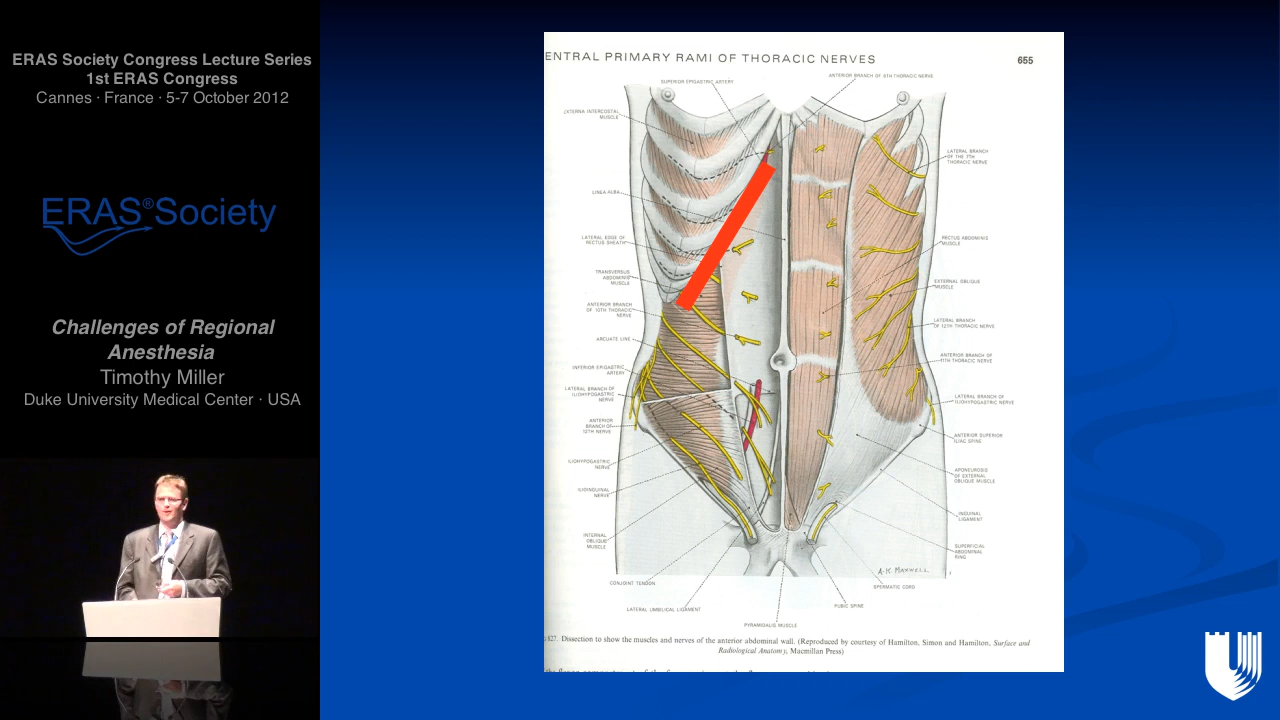 ERAS Society Congress Lecture Series
1st ERAS Congress
Cannes · France · 5-7 October 2012
ERAS®Society
Challenges of Regr
Anesthesia
Timothy Miller
Duke University Medical Center · USA
ENTRAL PRIMARY RAMI OF THORACIC NERVES
655
SUPERIOR EPIGASTRIC ARTERY
ANTERIOR BRANCH OF 6TH THORACIC NERVE
EXTERNA INTERCOSTAL
MUSCLE
LINEA ALBA
LATERAL EDGE OF
RECTUS SHEATH
TRANSVERSUS
ABDOMINIS
MUSCLE
ANTERIOR BRANCH
OF 10TH THORACIC
NERVE
ARCUATE LINE
INFERIOR EPIGASTRIC
ARTERY
LATERAL BRANCH OF
ILIOHYPOGASTRIC
NERVE
ANTERIOR
BRANCH OF
12TH NERVE
ILIOHYPOGASTRIC
NERVE
ILIOINGUINAL
NERVE
INTERNAL
OBLIQUE
MUSCLE
CONJOINT TENDON
LATERAL UMBILICAL LIGAMENT
PYRAMIDALIS MUSCLE
LATERAL BRANCH
OF THE 7TH
THORACIC NERVE
RECTUS ABDOMINIS
MUSCLE
EXTERNAL OBLIQUE
MUSCLE
LATERAL BRANCH
OF 12TH THORACIC NERVE
ANTERIOR BRANCH OF
11TH THORACIC NERVE
LATERAL BRANCH OF
ILIOHYPOGASTRIC NERVE
ANTERIOR SUPERIOR
ILIAC SPINE
APONEUROSIS
OF EXTERNAL
OBLIQUE MUSCLE
INGUINAL
LIGAMENT
SUPERFICIAL
ABDOMINAL
RING
SPERMATIC CORD
PUBIC SPINE
A.K. MAXWELL
827. Dissection to show the muscles and nerves of the anterior abdominal wall. (Reproduced by courtesy of Hamilton, Simon and Hamilton, Surface and
Radiological Anatomy, Macmillan Press)